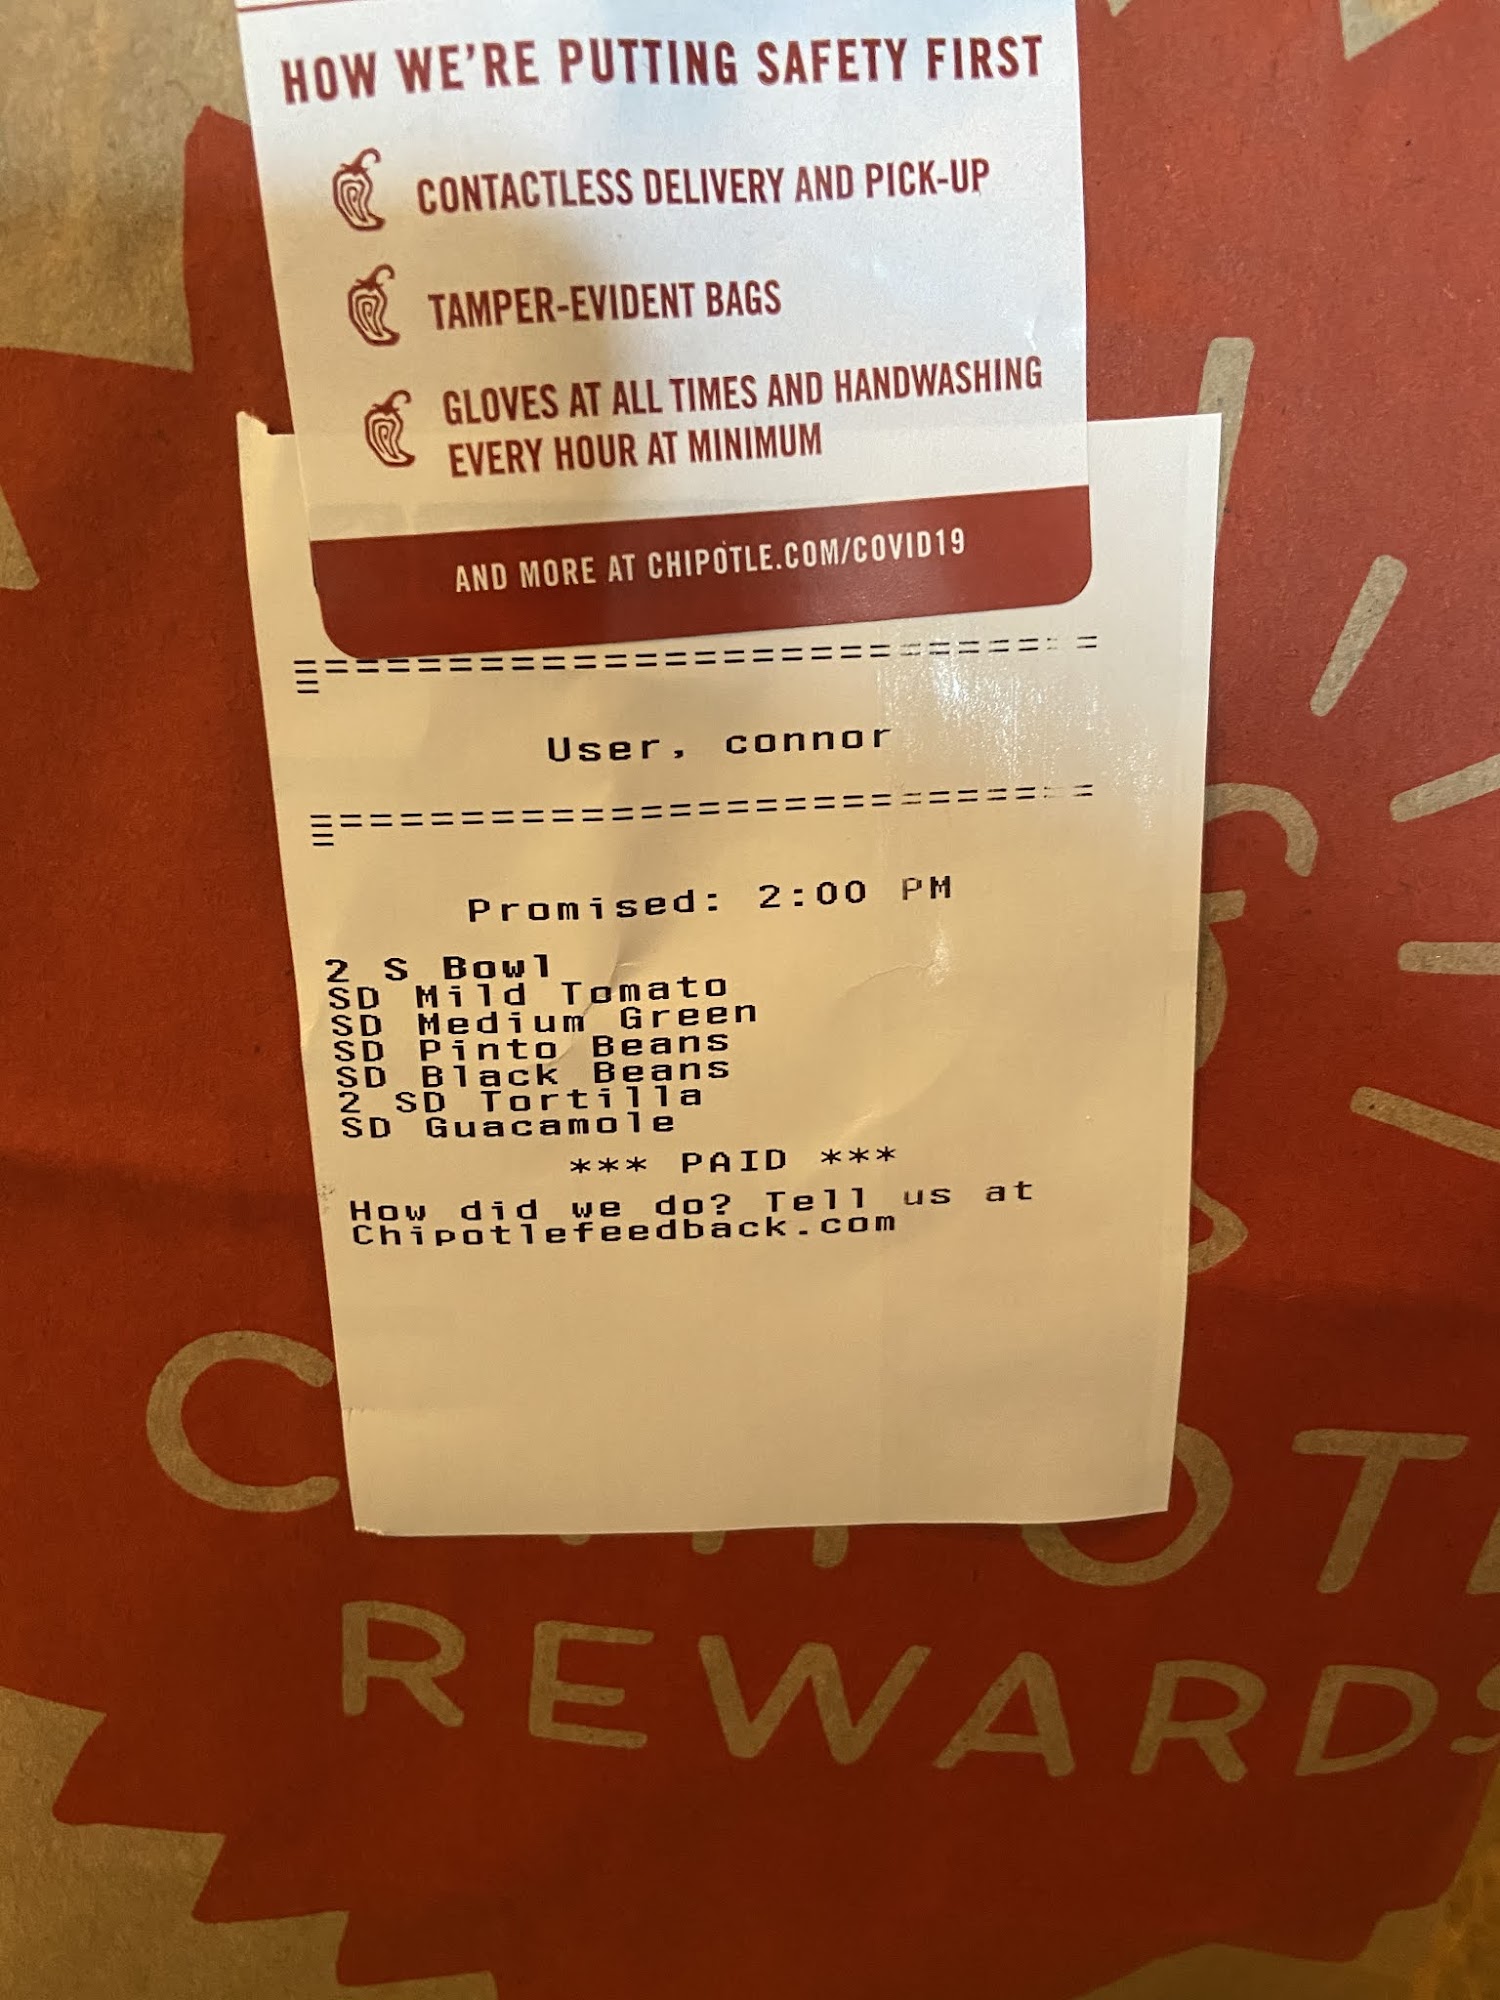 HOW WE'RE PUTTING SAFETY FIRST
CONTACTLESS DELIVERY AND PICK-UP
TAMPER-EVIDENT BAGS
GLOVES AT ALL TIMES AND HANDWASHING
EVERY HOUR AT MINIMUM
AND MORE AT CHIPOTLE.COM/COVID19
===========================
=
User, connor
==========================
=
Promised: 2:00 PM
2 S Bowl
SD Mild Tomato
SD Medium Green
SD Pinto Beans
SD Black Beans
2 SD Tortilla
SD Guacamole
*** PAID ***
How did we do? Tell us at
Chipotlefeedback.com
REWARDS